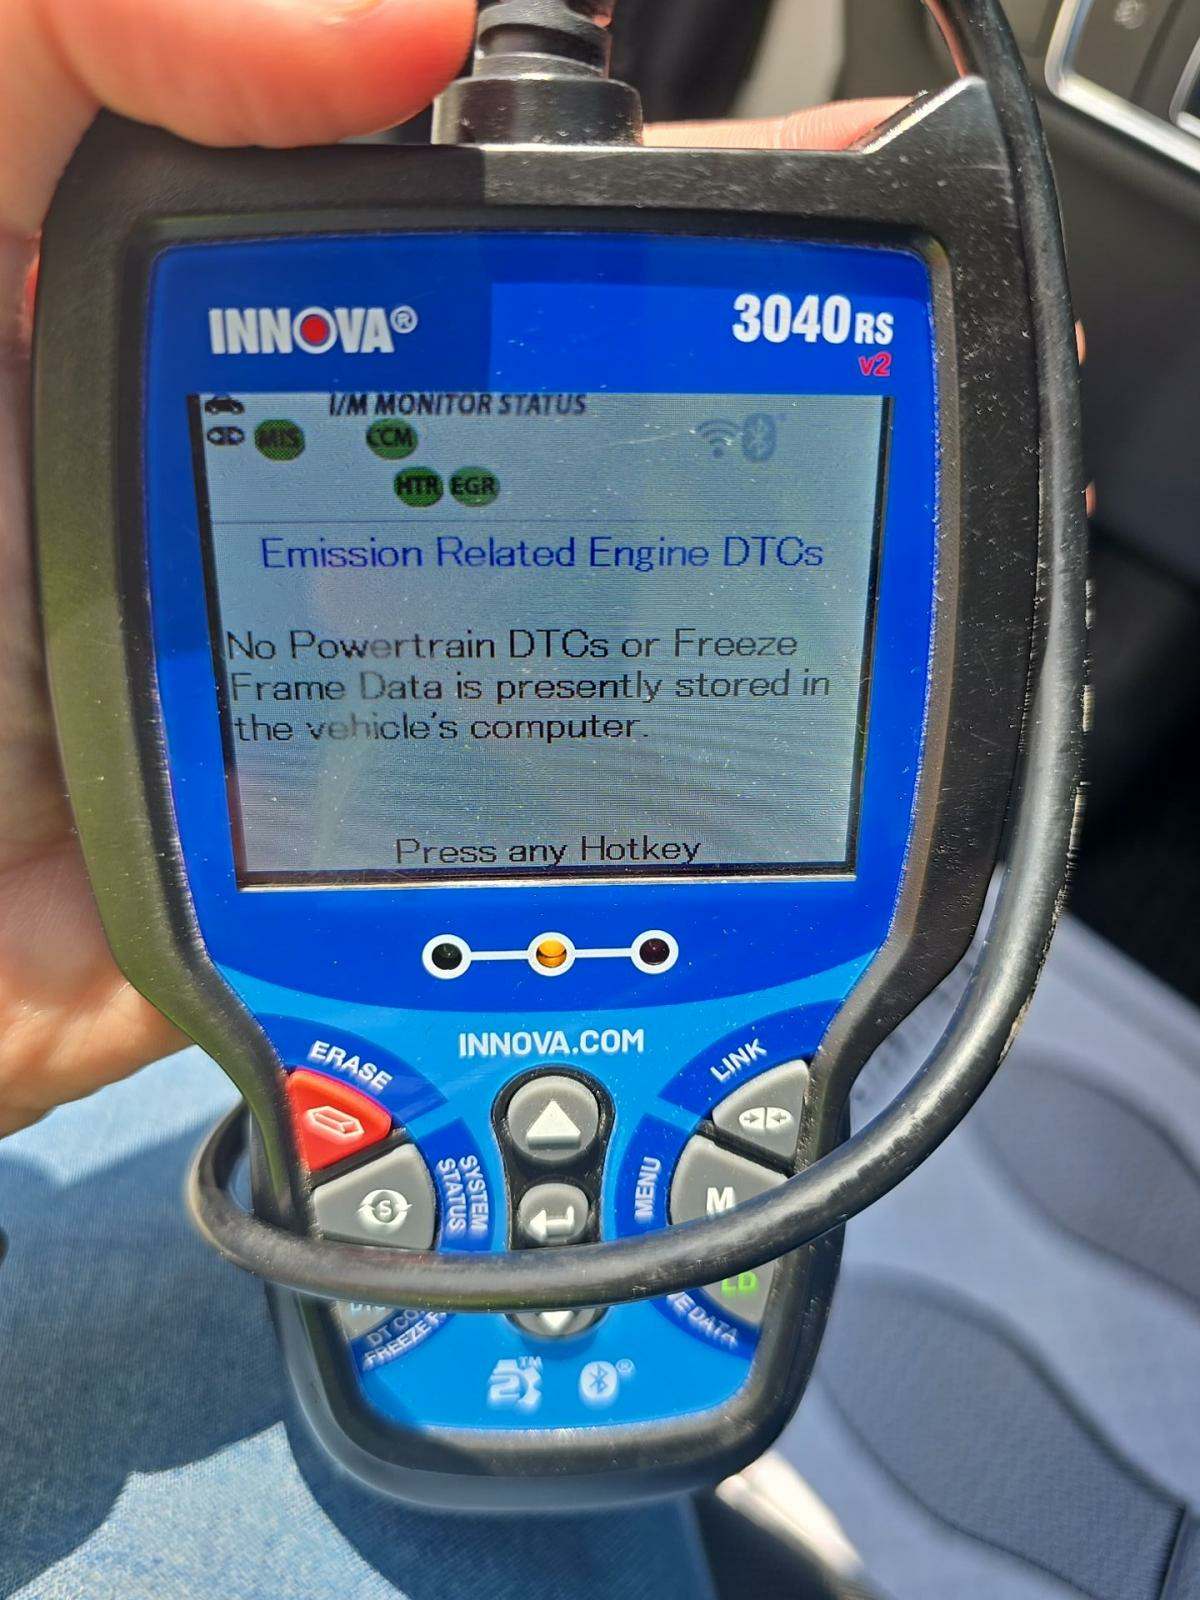 INNOVA®
3040RS
v2
I/M MONITOR STATUS
MIS CCM
HTR EGR
Emission Related Engine DTCs
No Powertrain DTCs or Freeze
Frame Data is presently stored in
the vehicle's computer.
Press any Hotkey
INNOVA.COM
ERASE
LINK
S
SYSTEM
STATUS
MENU
M
LD